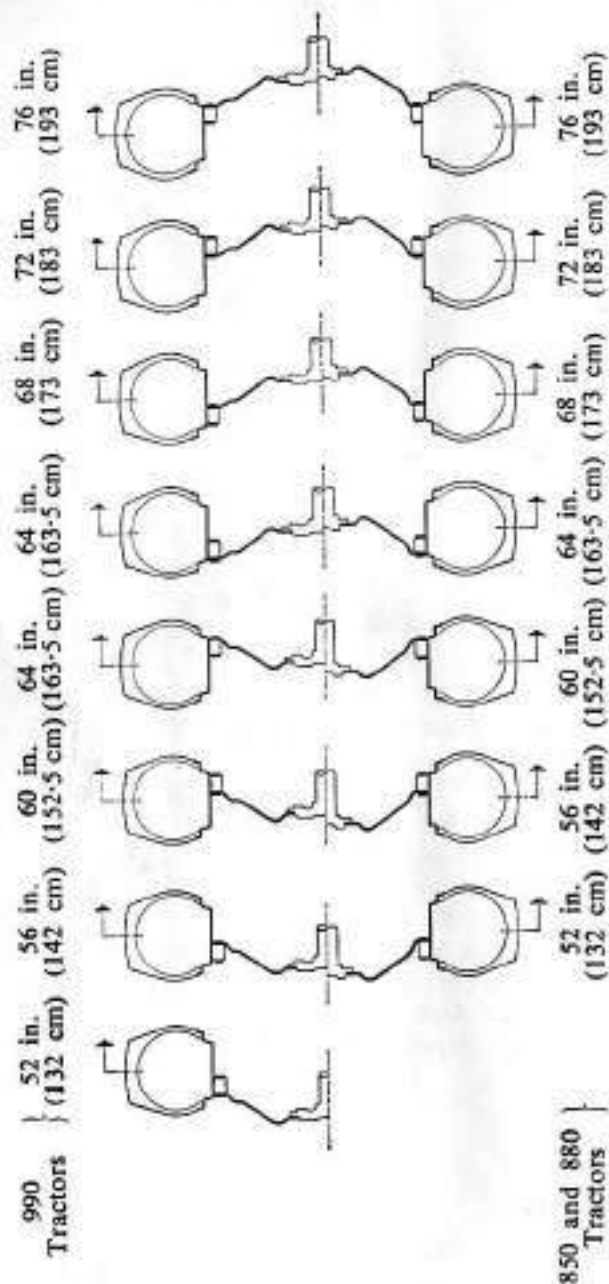 990
Tractors
52 in.
(132 cm)
56 in.
(142 cm)
60 in.
(152·5 cm)
64 in.
(163·5 cm)
64 in.
(163·5 cm)
68 in.
(173 cm)
72 in.
(183 cm)
76 in.
(193 cm)
850 and 880
Tractors
52 in.
(132 cm)
56 in.
(142 cm)
60 in.
(152·5 cm)
64 in.
(163·5 cm)
68 in.
(173 cm)
72 in.
(183 cm)
76 in.
(193 cm)